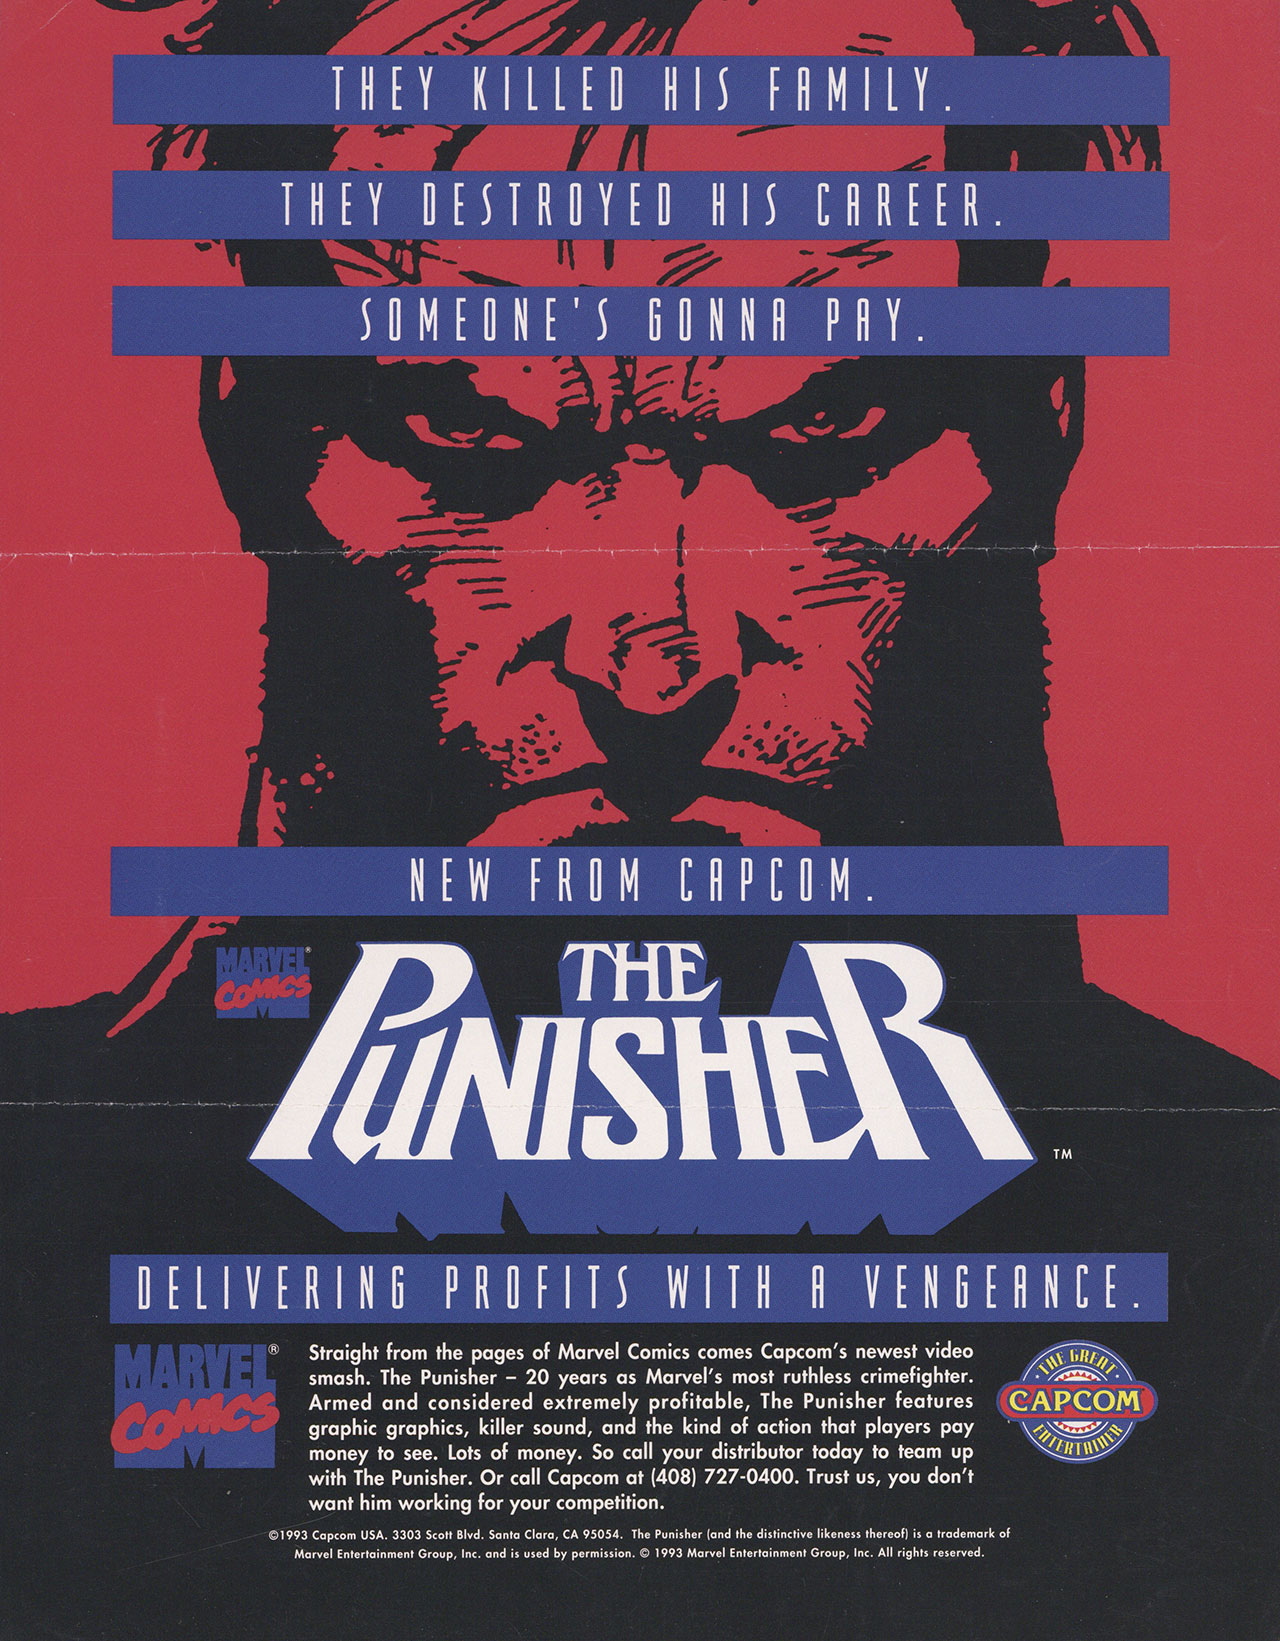 THEY KILLED HIS FAMILY.
THEY DESTROYED HIS CAREER.
SOMEONE'S GONNA PAY.
NEW FROM CAPCOM.
MARVEL®
COMICS
THE
PUNISHER™
DELIVERING PROFITS WITH A VENGEANCE.
MARVEL®
COMICS
Straight from the pages of Marvel Comics comes Capcom's newest video
smash. The Punisher – 20 years as Marvel's most ruthless crimefighter.
Armed and considered extremely profitable, The Punisher features
graphic graphics, killer sound, and the kind of action that players pay
money to see. Lots of money. So call your distributor today to team up
with The Punisher. Or call Capcom at (408) 727-0400. Trust us, you don't
want him working for your competition.
· THE GREAT ·
CAPCOM
ENTERTAINER
©1993 Capcom USA. 3303 Scott Blvd. Santa Clara, CA 95054. The Punisher (and the distinctive likeness thereof) is a trademark of
Marvel Entertainment Group, Inc. and is used by permission. © 1993 Marvel Entertainment Group, Inc. All rights reserved.